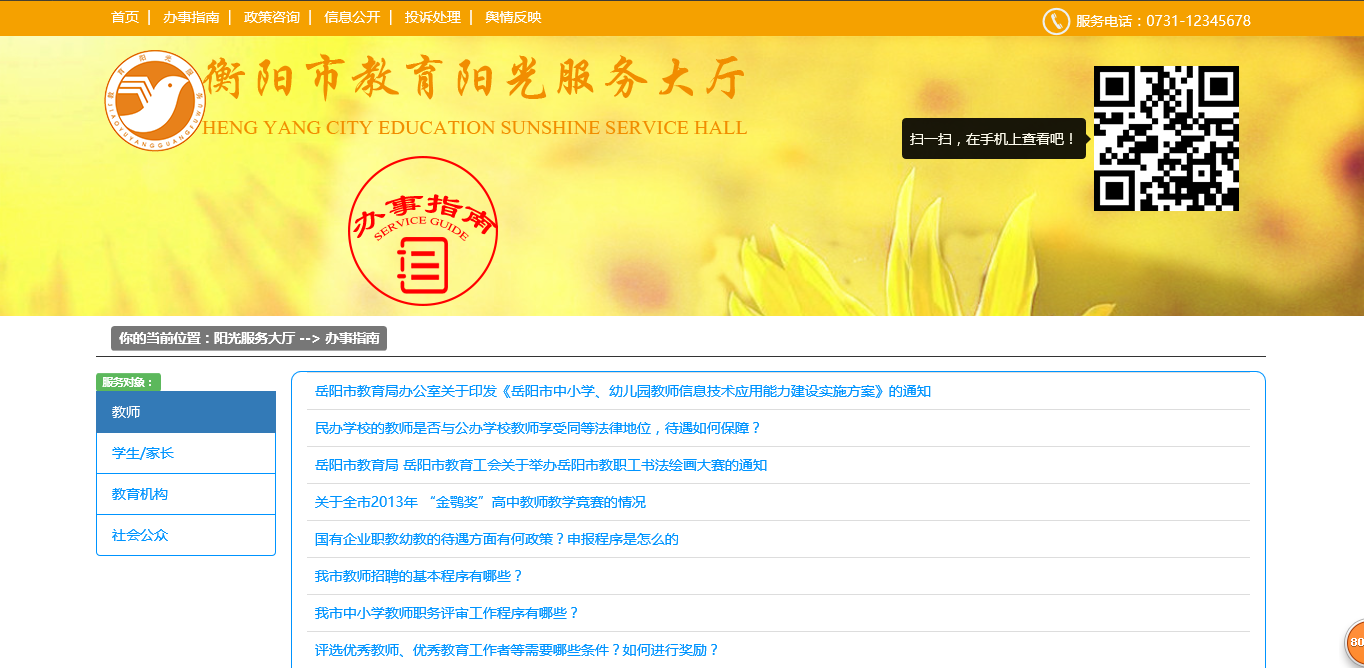 首页 | 办事指南 | 政策咨询 | 信息公开 | 投诉处理 | 舆情反映
服务电话：0731-12345678
衡阳市教育阳光服务大厅
HENG YANG CITY EDUCATION SUNSHINE SERVICE HALL
扫一扫，在手机上查看吧！
办事指南
SERVICE GUIDE
你的当前位置：阳光服务大厅 --> 办事指南
服务对象：
教师
学生/家长
教育机构
社会公众
岳阳市教育局办公室关于印发《岳阳市中小学、幼儿园教师信息技术应用能力建设实施方案》的通知
民办学校的教师是否与公办学校教师享受同等法律地位，待遇如何保障？
岳阳市教育局 岳阳市教育工会关于举办岳阳市教职工书法绘画大赛的通知
关于全市2013年 “金鹗奖”高中教师教学竞赛的情况
国有企业职教幼教的待遇方面有何政策？申报程序是怎么的
我市教师招聘的基本程序有哪些？
我市中小学教师职务评审工作程序有哪些？
评选优秀教师、优秀教育工作者等需要哪些条件？如何进行奖励？
80